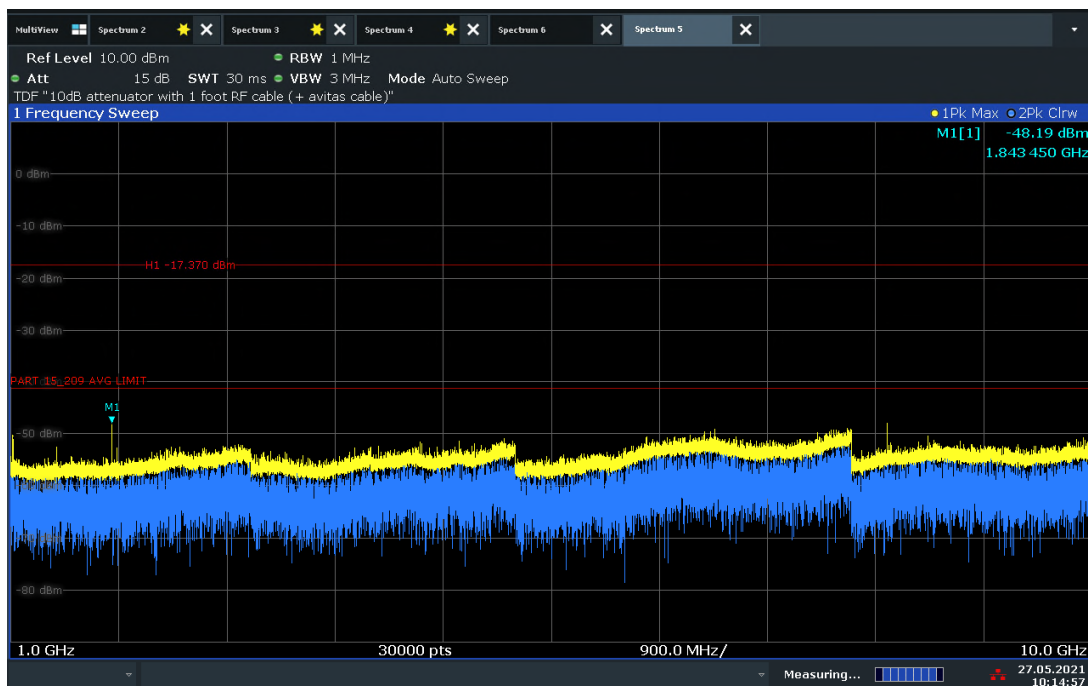 MultiView Spectrum 2 Spectrum 3 Spectrum 4 Spectrum 6 Spectrum 5
Ref Level 10.00 dBm RBW 1 MHz
Att 15 dB SWT 30 ms VBW 3 MHz Mode Auto Sweep
TDF "10dB attenuator with 1 foot RF cable (+ avitas cable)"
1 Frequency Sweep 1Pk Max 2Pk Clrw
M1[1] -48.19 dBm
1.843 450 GHz
0 dBm
-10 dBm
H1 -17.370 dBm
-20 dBm
-30 dBm
PART 15_209 AVG LIMIT
M1
-50 dBm
-80 dBm
1.0 GHz 30000 pts 900.0 MHz/ 10.0 GHz
Measuring... 27.05.2021
10:14:57